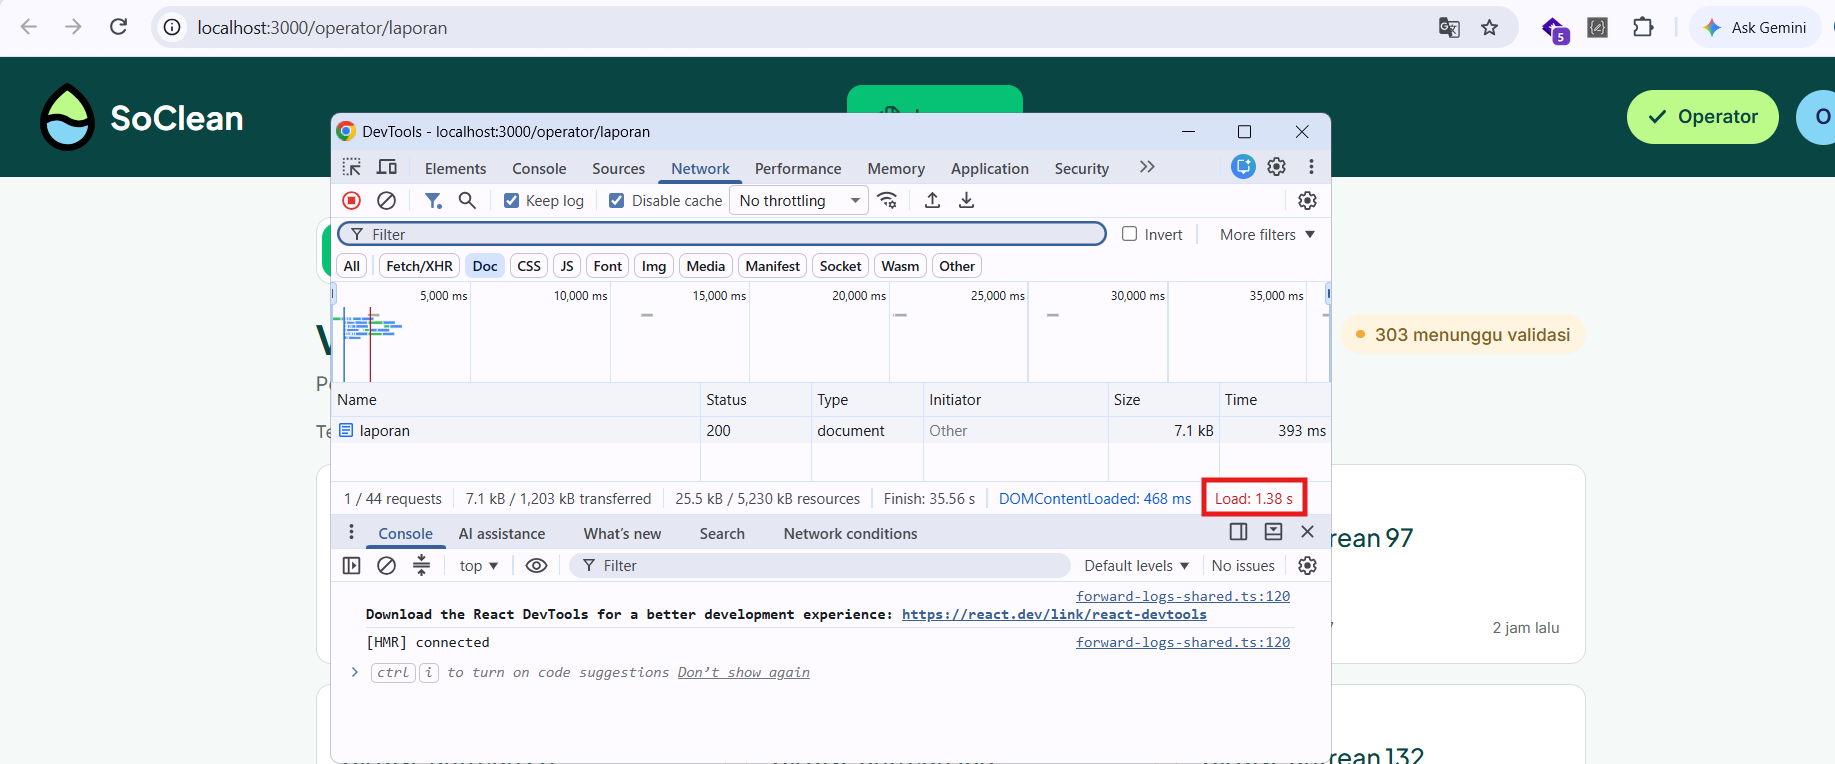 localhost:3000/operator/laporan
5
Ask Gemini
SoClean
Operator
O
DevTools - localhost:3000/operator/laporan
Elements Console Sources Network Performance Memory Application Security
Keep log Disable cache No throttling
Filter Invert More filters
All Fetch/XHR Doc CSS JS Font Img Media Manifest Socket Wasm Other
5,000 ms 10,000 ms 15,000 ms 20,000 ms 25,000 ms 30,000 ms 35,000 ms
303 menunggu validasi
Name Status Type Initiator Size Time
laporan 200 document Other 7.1 kB 393 ms
1 / 44 requests 7.1 kB / 1,203 kB transferred 25.5 kB / 5,230 kB resources Finish: 35.56 s DOMContentLoaded: 468 ms Load: 1.38 s
Console AI assistance What's new Search Network conditions
rean 97
top Filter Default levels No issues
forward-logs-shared.ts:120
Download the React DevTools for a better development experience: https://react.dev/link/react-devtools
[HMR] connected forward-logs-shared.ts:120
2 jam lalu
ctrl i to turn on code suggestions Don't show again
rean 132